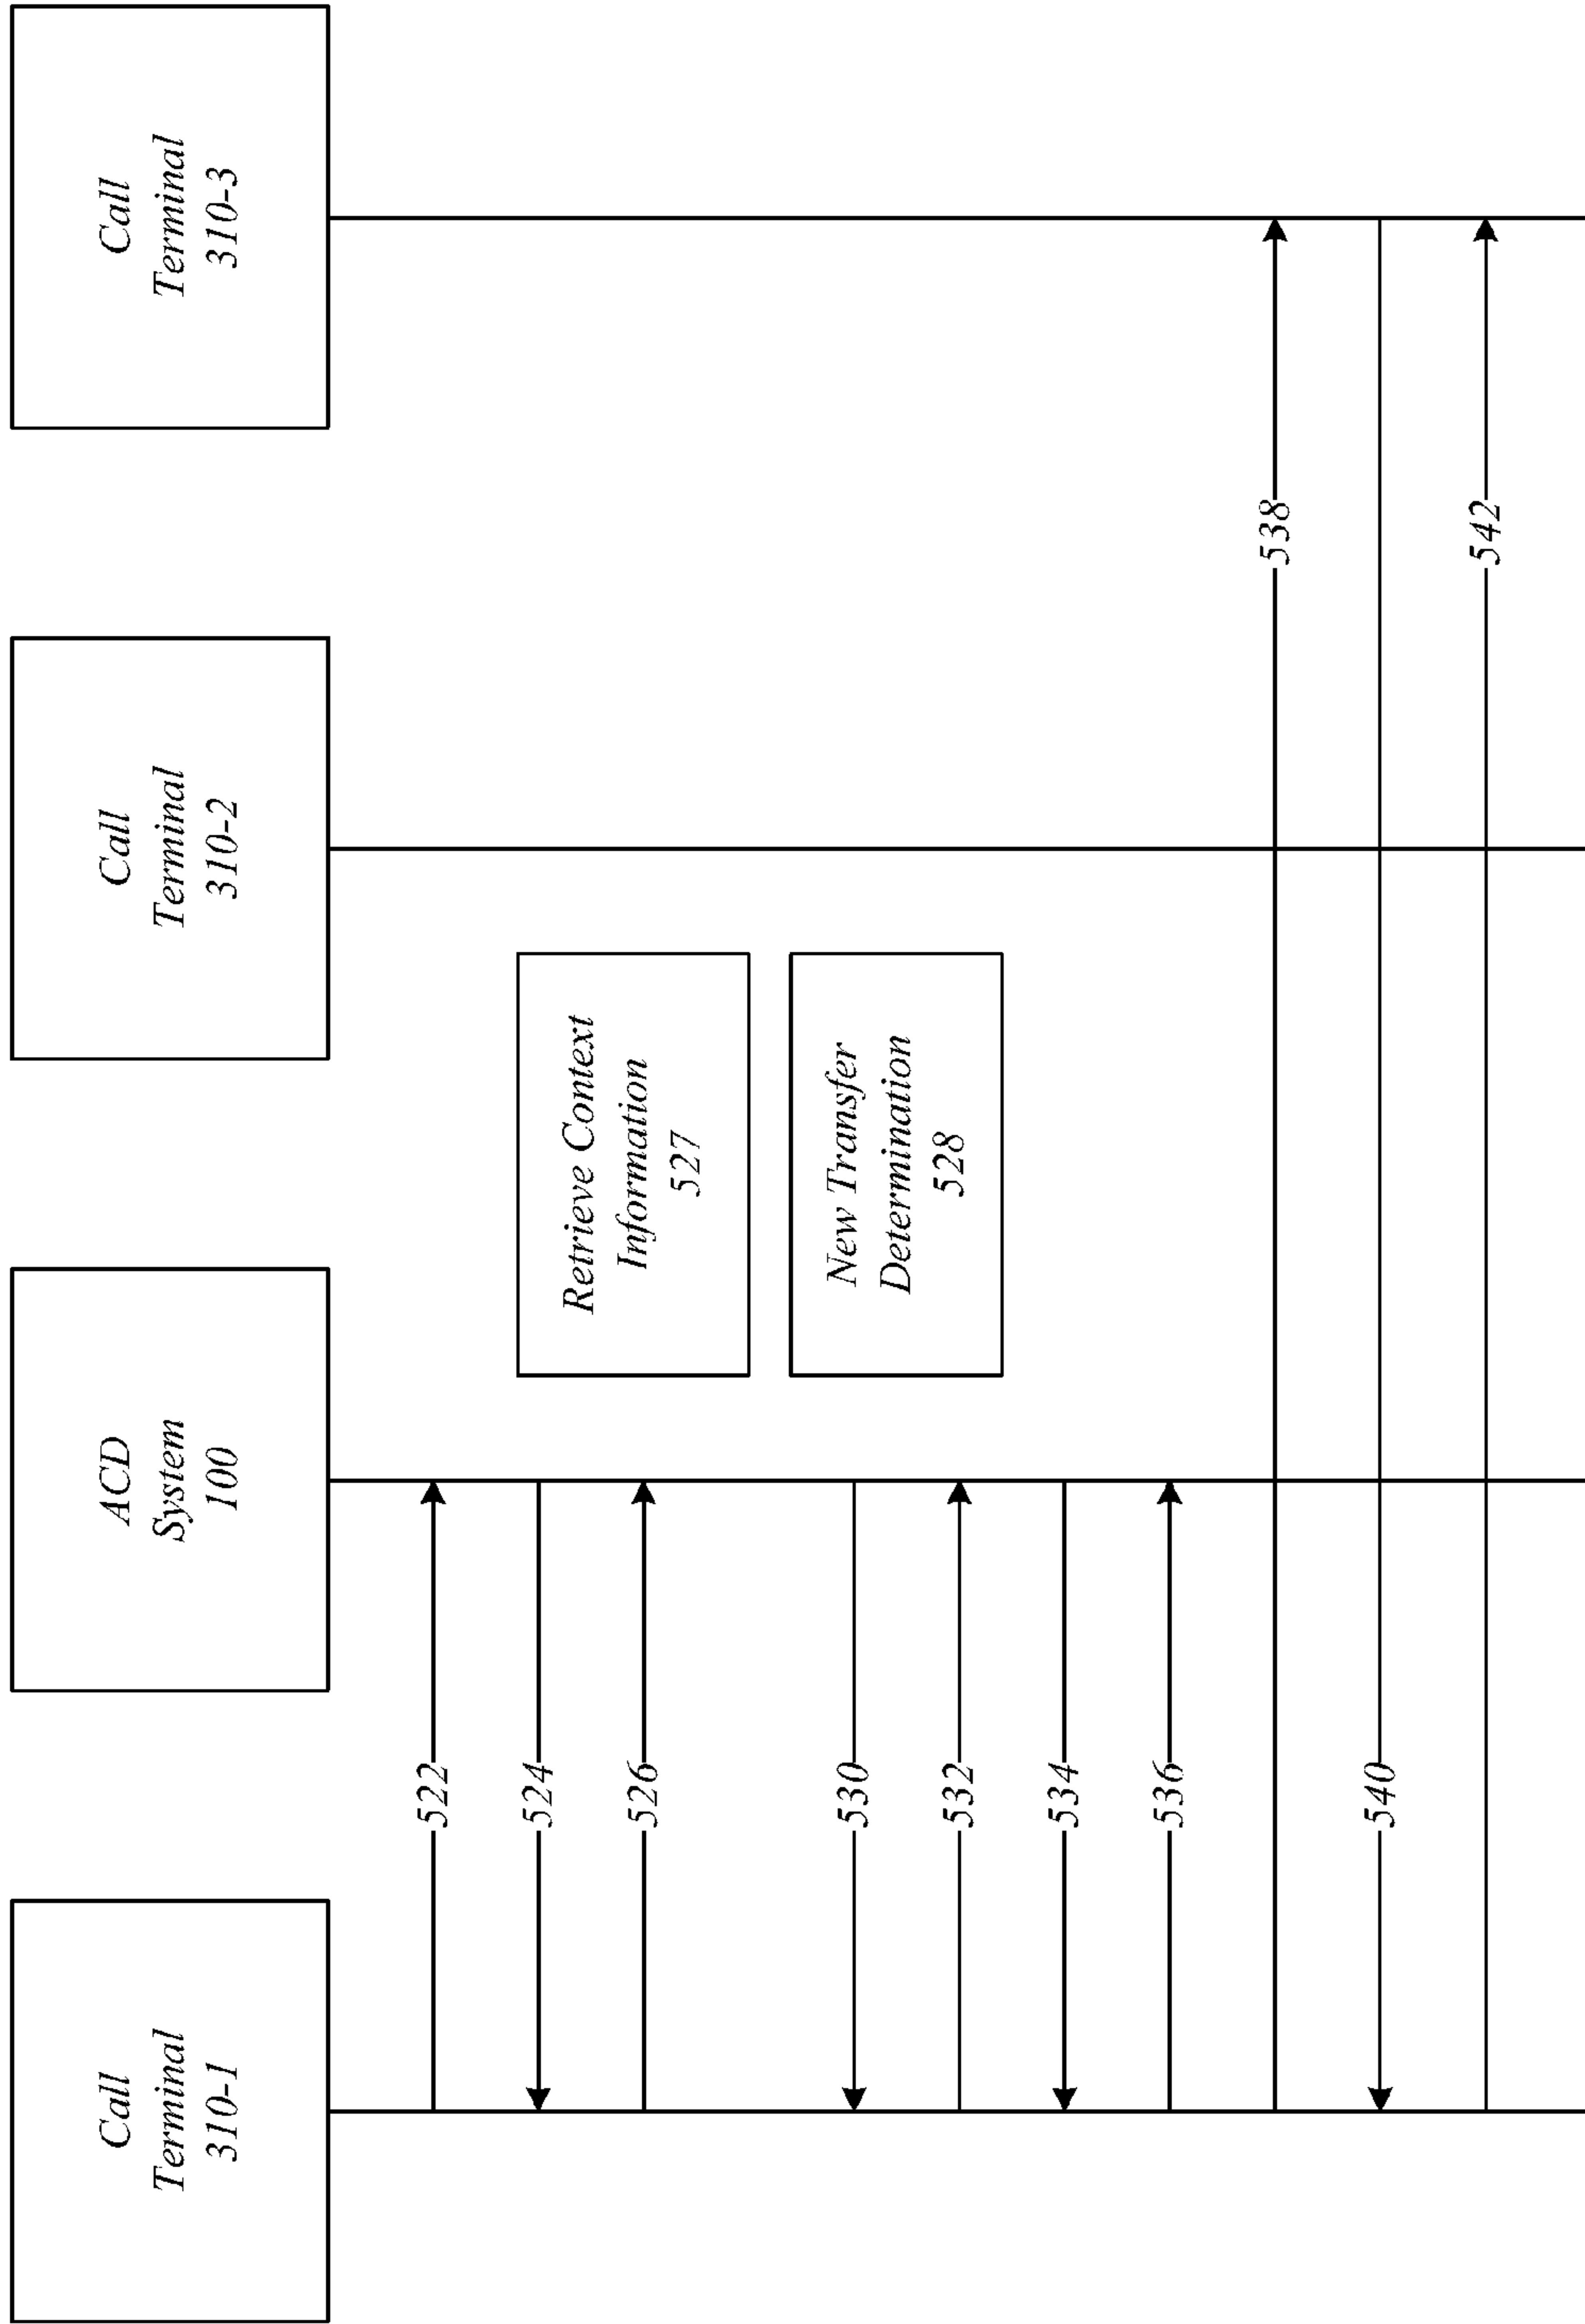 Call
Terminal
310-1
ACD
System
100
Call
Terminal
310-2
Call
Terminal
310-3
522
524
526
Retrieve Context
Information
527
New Transfer
Determination
528
530
532
534
536
538
540
542